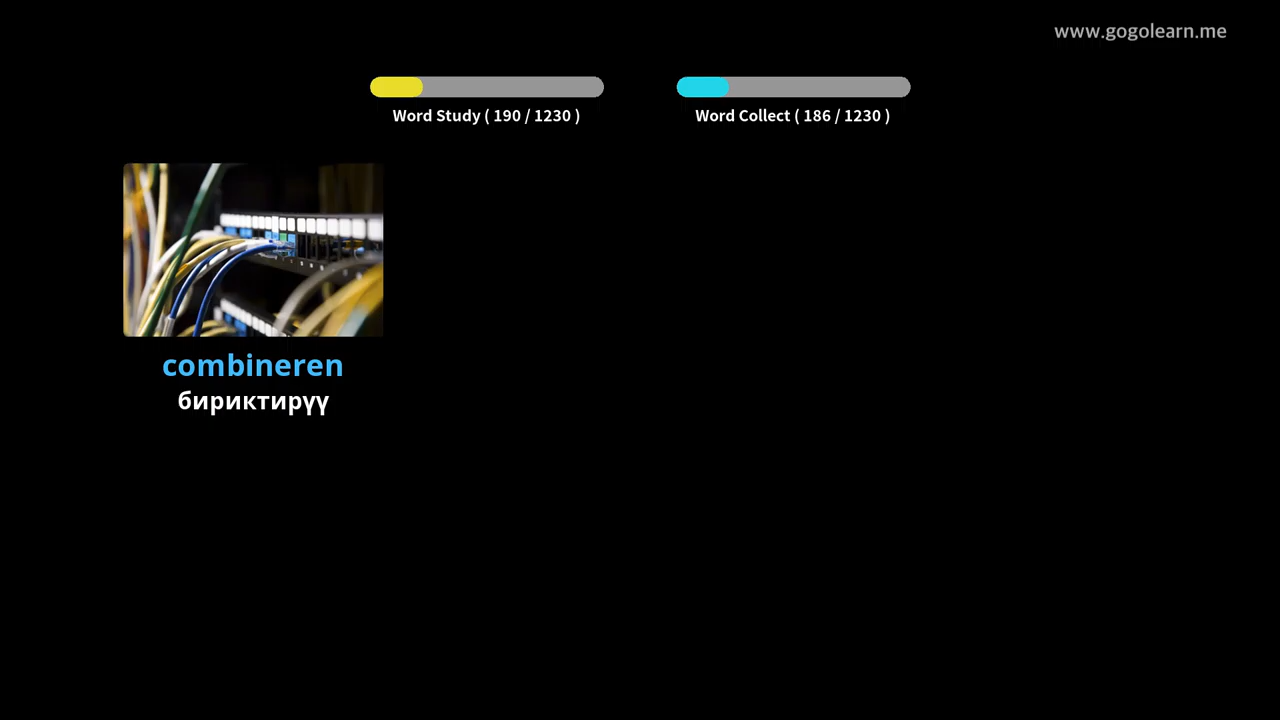 www.gogolearn.me
Word Study ( 190 / 1230 )
Word Collect ( 186 / 1230 )
combineren
бириктирүү